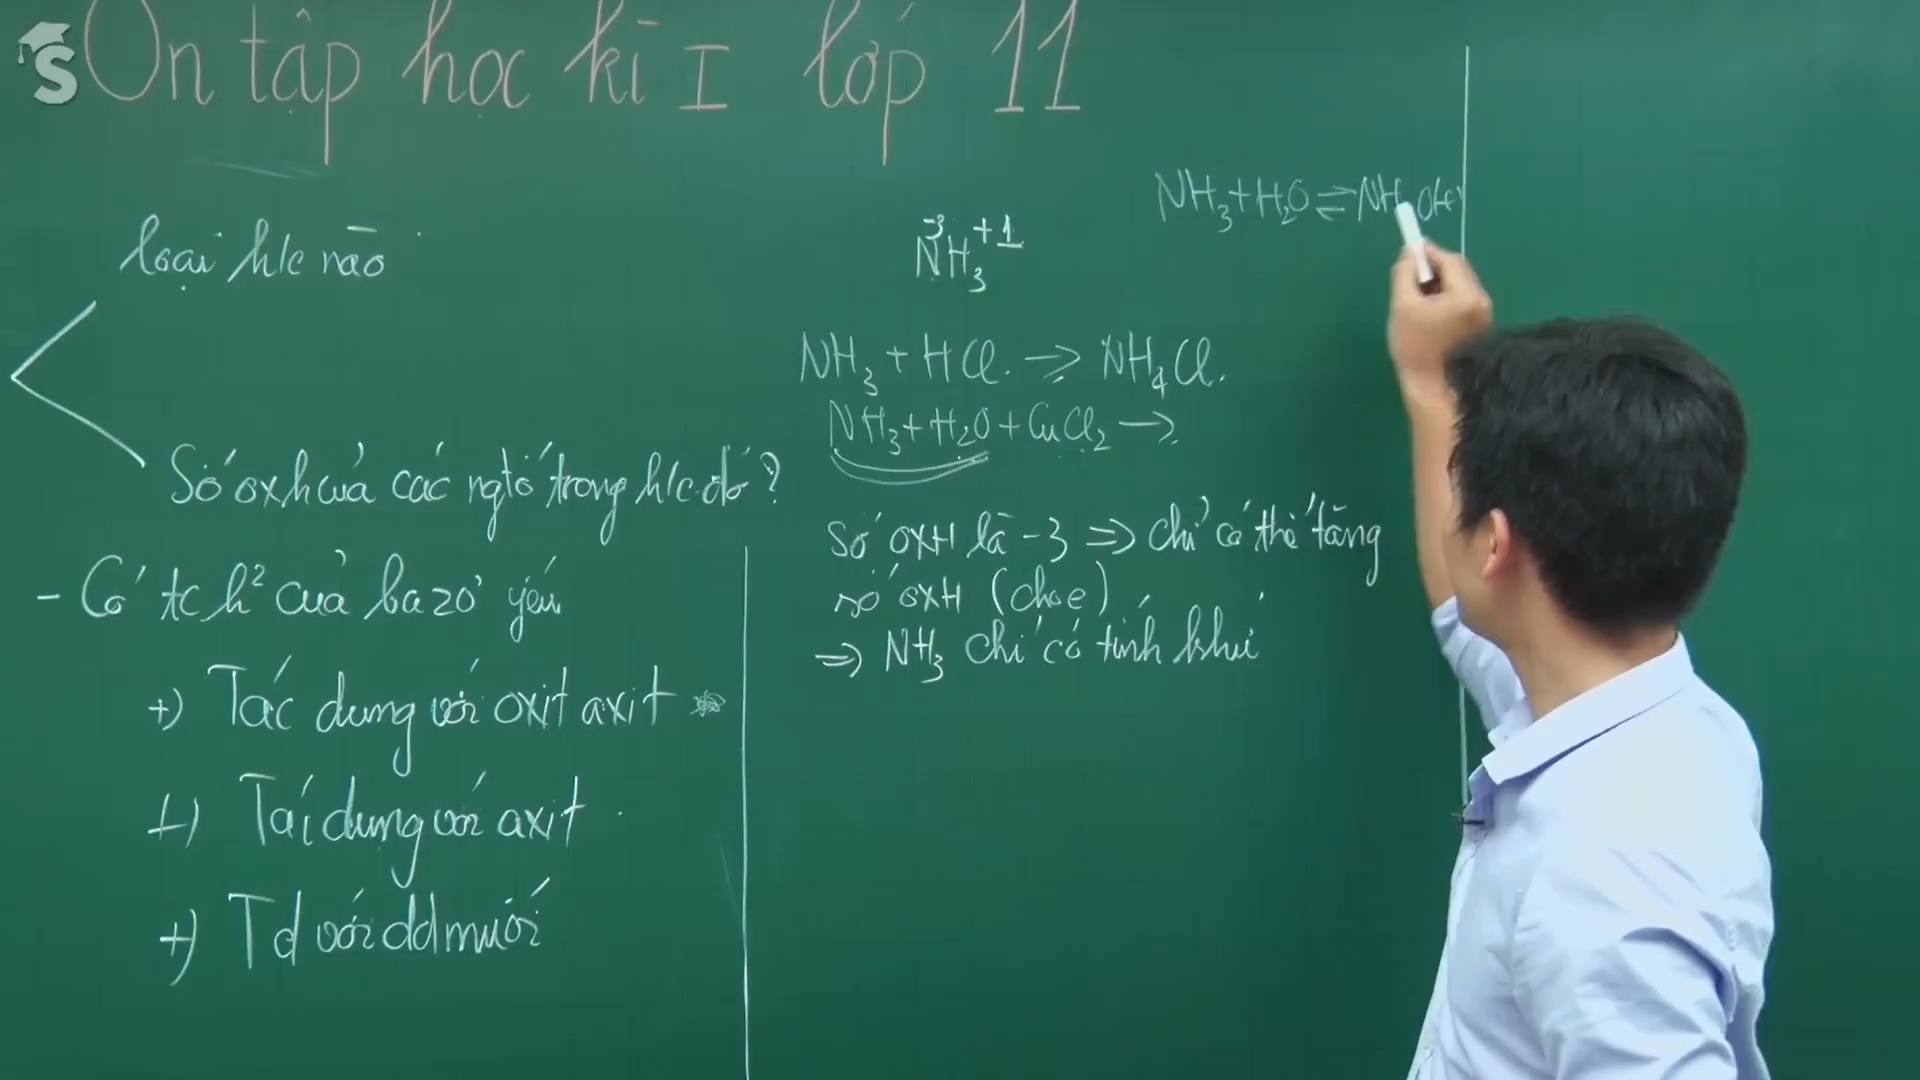 S
Ôn tập học kì I lớp 11
loại h/c nào
Số oxh của các ngtố trong h/c đó?
- Có tc h² của bazơ yếu
+) Tác dụng với oxit axit
+) Tác dụng với axit
+) Td với dd muối
-3 +1
NH₃
NH₃ + HCl → NH₄Cl
NH₃ + H₂O + CuCl₂ →
Số OXH là -3 ⇒ chỉ có thể tăng
số OXH (cho e)
⇒ NH₃ chỉ có tính khử
NH₃ + H₂O ⇌